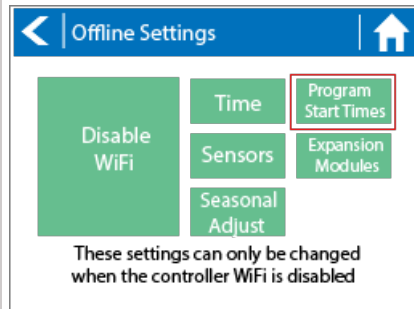 Offline Settings
Disable
WiFi
Time
Program
Start Times
Sensors
Expansion
Modules
Seasonal
Adjust
These settings can only be changed
when the controller WiFi is disabled